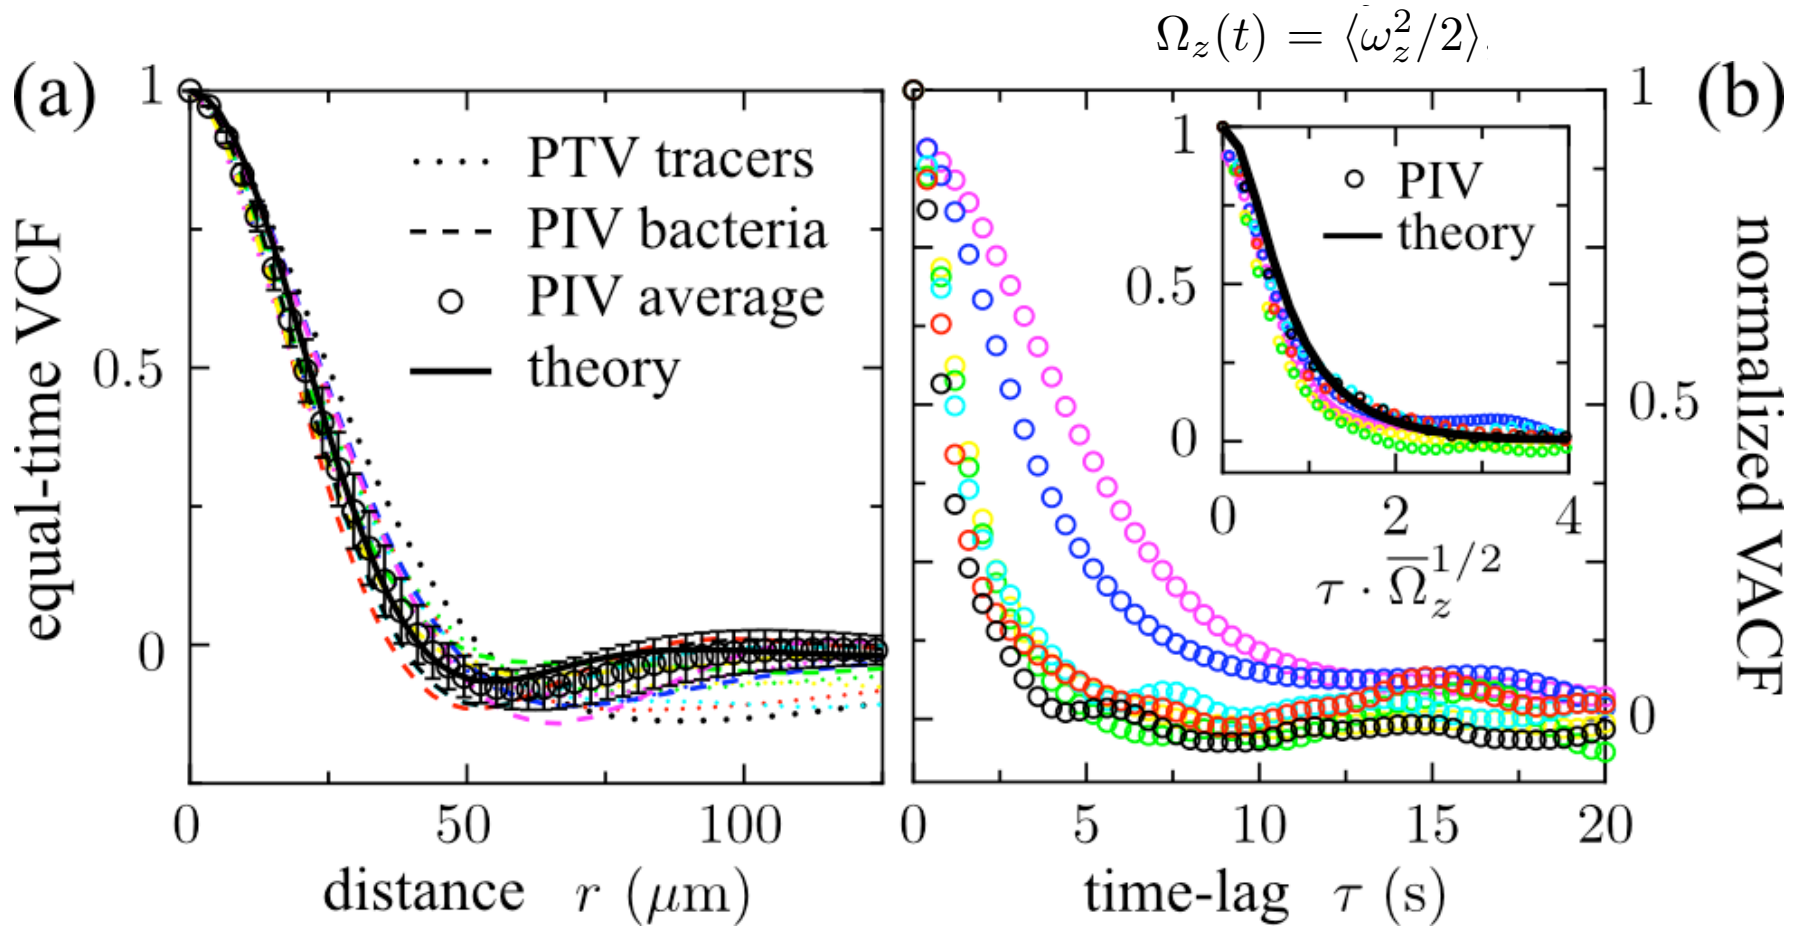 Ω_z(t) = ⟨ω_z^2/2⟩
(a)
equal-time VCF
1
0.5
0
PTV tracers
PIV bacteria
PIV average
theory
0 50 100
distance r (μm)
(b)
normalized VACF
1
0.5
0
0 5 10 15 20
time-lag τ (s)
1
0.5
0
PIV
theory
0 2 4
τ · Ω̅_z^{1/2}